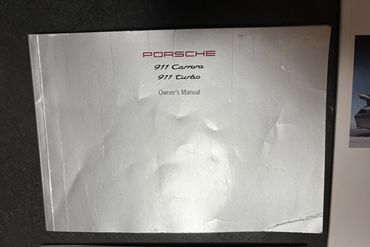 PORSCHE
911 Carrera
911 turbo
Owner's Manual